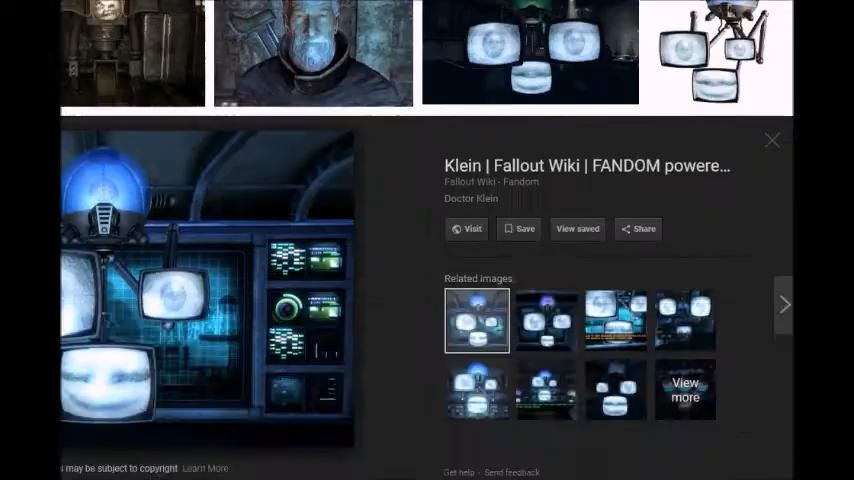 Klein | Fallout Wiki | FANDOM powere...
Fallout Wiki - Fandom
Doctor Klein
Visit
Save
View saved
Share
Related images:
View
more
s may be subject to copyright Learn More
Get help - Send feedback